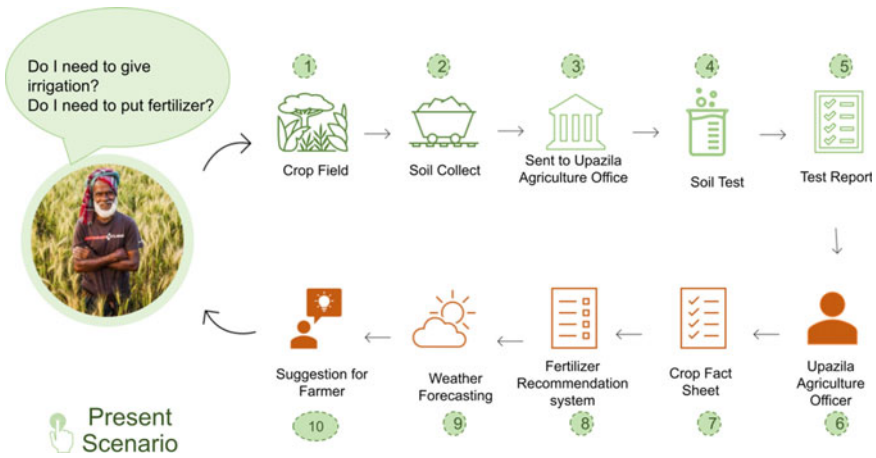 Do I need to give
irrigation?
Do I need to put fertilizer?
1
2
3
4
5
Crop Field
Soil Collect
Sent to Upazila
Agriculture Office
Soil Test
Test Report
Suggestion for
Farmer
Weather
Forecasting
Fertilizer
Recommendation
system
Crop Fact
Sheet
Upazila
Agriculture
Officer
10
9
8
7
6
Present
Scenario